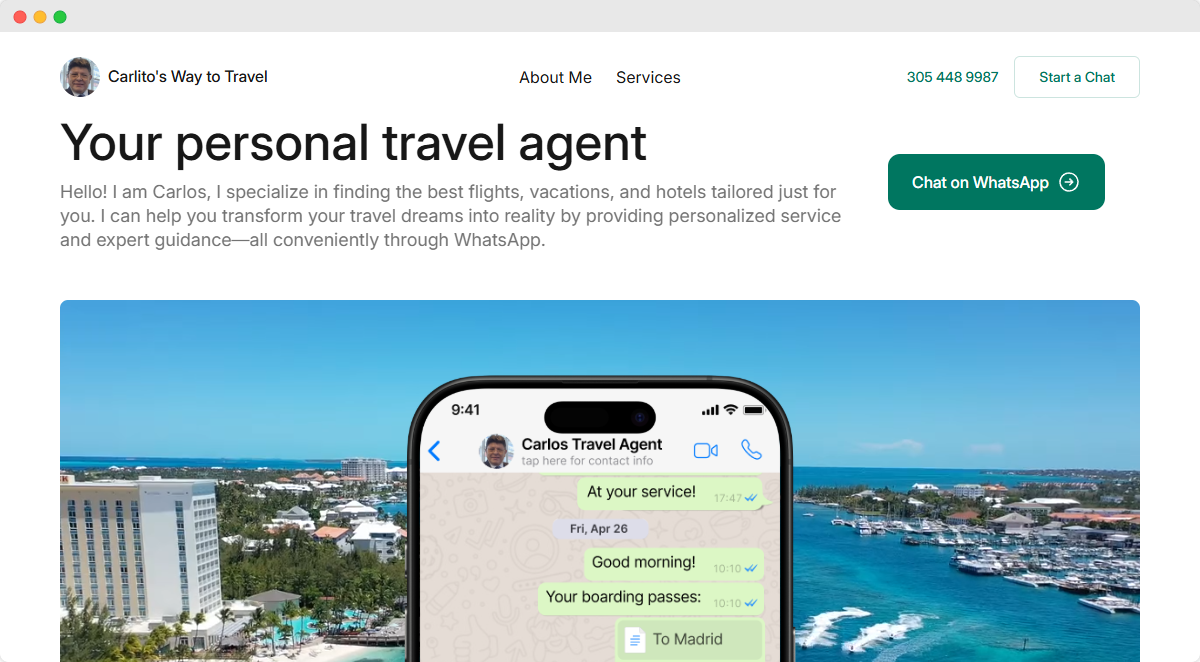 Carlito's Way to Travel
About Me
Services
305 448 9987
Start a Chat
Your personal travel agent
Hello! I am Carlos, I specialize in finding the best flights, vacations, and hotels tailored just for
you. I can help you transform your travel dreams into reality by providing personalized service
and expert guidance—all conveniently through WhatsApp.
Chat on WhatsApp
9:41
Carlos Travel Agent
tap here for contact info
At your service! 17:47
Fri, Apr 26
Good morning! 10:10
Your boarding passes: 10:10
To Madrid